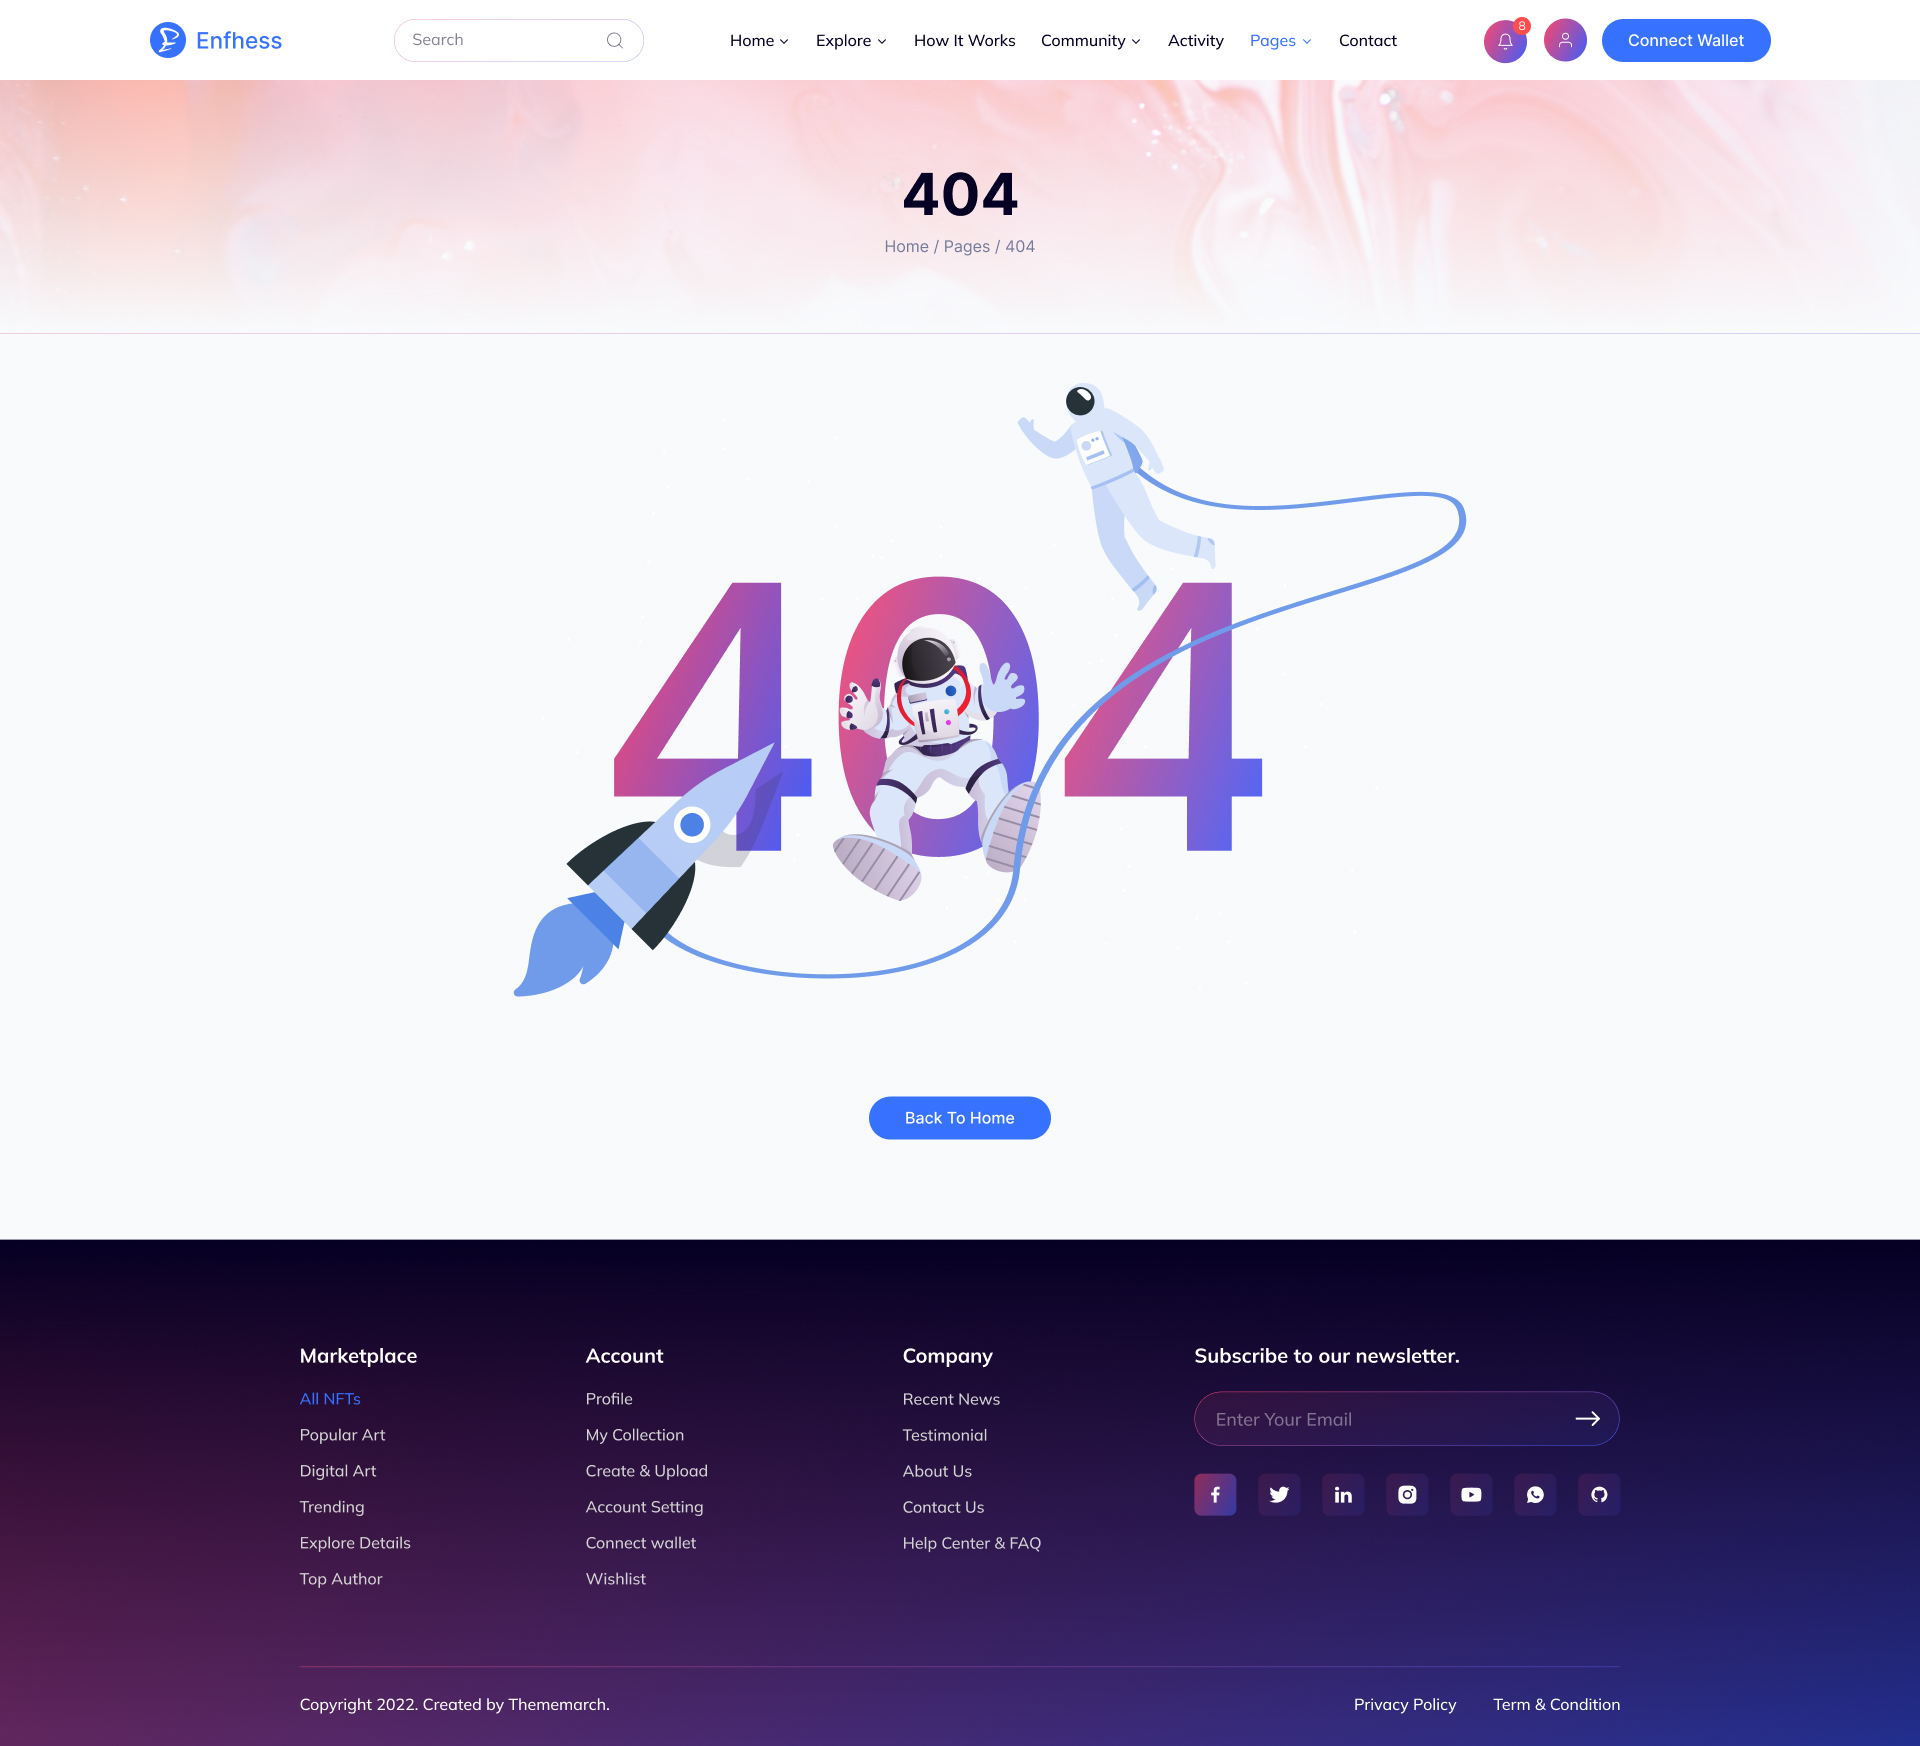 Enfhess
Search
Home
Explore
How It Works
Community
Activity
Pages
Contact
8
Connect Wallet
404
Home / Pages / 404
404
Back To Home
Marketplace
All NFTs
Popular Art
Digital Art
Trending
Explore Details
Top Author
Account
Profile
My Collection
Create & Upload
Account Setting
Connect wallet
Wishlist
Company
Recent News
Testimonial
About Us
Contact Us
Help Center & FAQ
Subscribe to our newsletter.
Enter Your Email
Copyright 2022. Created by Thememarch.
Privacy Policy
Term & Condition